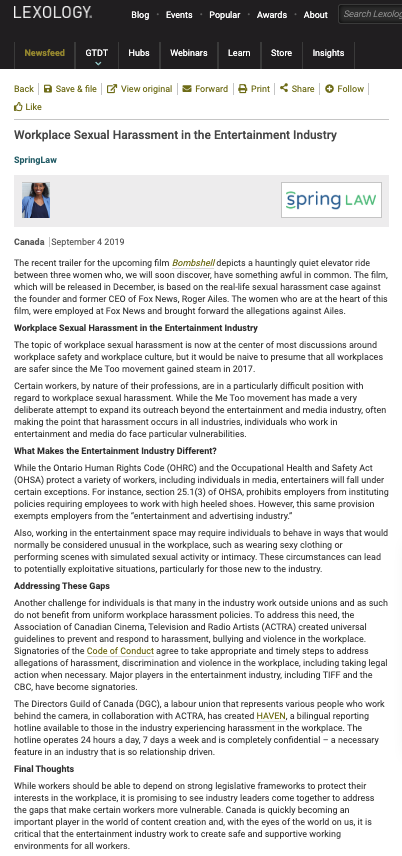 LEXOLOGY.
Blog · Events · Popular · Awards · About
Search Lexolog
Newsfeed GTDT Hubs Webinars Learn Store Insights
Back Save & file View original Forward Print Share Follow
Like
Workplace Sexual Harassment in the Entertainment Industry
SpringLaw
spring LAW
Canada | September 4 2019
The recent trailer for the upcoming film Bombshell depicts a hauntingly quiet elevator ride
between three women who, we will soon discover, have something awful in common. The film,
which will be released in December, is based on the real-life sexual harassment case against
the founder and former CEO of Fox News, Roger Ailes. The women who are at the heart of this
film, were employed at Fox News and brought forward the allegations against Ailes.
Workplace Sexual Harassment in the Entertainment Industry
The topic of workplace sexual harassment is now at the center of most discussions around
workplace safety and workplace culture, but it would be naive to presume that all workplaces
are safer since the Me Too movement gained steam in 2017.
Certain workers, by nature of their professions, are in a particularly difficult position with
regard to workplace sexual harassment. While the Me Too movement has made a very
deliberate attempt to expand its outreach beyond the entertainment and media industry, often
making the point that harassment occurs in all industries, individuals who work in
entertainment and media do face particular vulnerabilities.
What Makes the Entertainment Industry Different?
While the Ontario Human Rights Code (OHRC) and the Occupational Health and Safety Act
(OHSA) protect a variety of workers, including individuals in media, entertainers will fall under
certain exceptions. For instance, section 25.1(3) of OHSA, prohibits employers from instituting
policies requiring employees to work with high heeled shoes. However, this same provision
exempts employers from the "entertainment and advertising industry."
Also, working in the entertainment space may require individuals to behave in ways that would
normally be considered unusual in the workplace, such as wearing sexy clothing or
performing scenes with simulated sexual activity or intimacy. These circumstances can lead
to potentially exploitative situations, particularly for those new to the industry.
Addressing These Gaps
Another challenge for individuals is that many in the industry work outside unions and as such
do not benefit from uniform workplace harassment policies. To address this need, the
Association of Canadian Cinema, Television and Radio Artists (ACTRA) created universal
guidelines to prevent and respond to harassment, bullying and violence in the workplace.
Signatories of the Code of Conduct agree to take appropriate and timely steps to address
allegations of harassment, discrimination and violence in the workplace, including taking legal
action when necessary. Major players in the entertainment industry, including TIFF and the
CBC, have become signatories.
The Directors Guild of Canada (DGC), a labour union that represents various people who work
behind the camera, in collaboration with ACTRA, has created HAVEN, a bilingual reporting
hotline available to those in the industry experiencing harassment in the workplace. The
hotline operates 24 hours a day, 7 days a week and is completely confidential – a necessary
feature in an industry that is so relationship driven.
Final Thoughts
While workers should be able to depend on strong legislative frameworks to protect their
interests in the workplace, it is promising to see industry leaders come together to address
the gaps that make certain workers more vulnerable. Canada is quickly becoming an
important player in the world of content creation and, with the eyes of the world on us, it is
critical that the entertainment industry work to create safe and supportive working
environments for all workers.